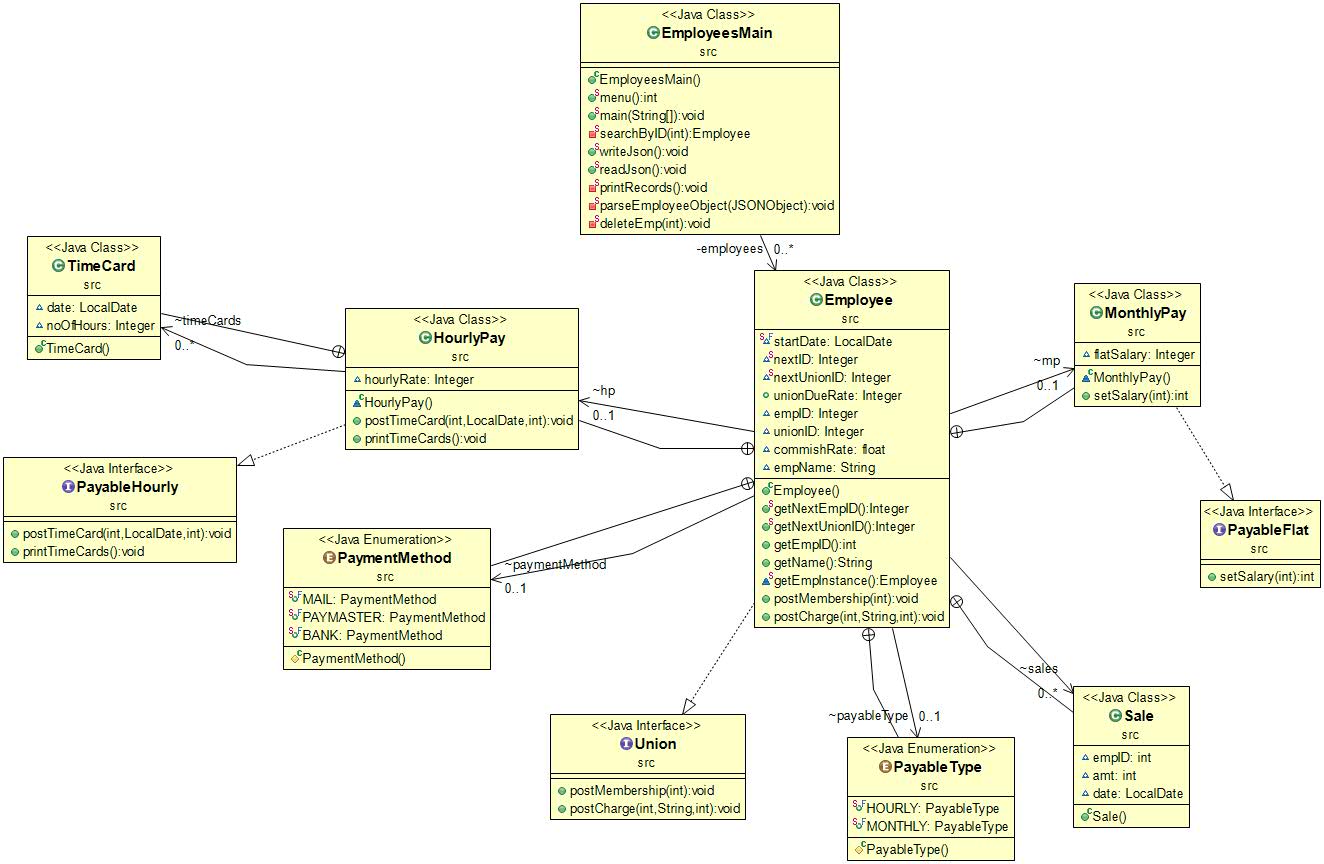 <<Java Class>>
EmployeesMain
src
EmployeesMain()
menu():int
main(String[]):void
searchByID(int):Employee
writeJson():void
readJson():void
printRecords():void
parseEmployeeObject(JSONObject):void
deleteEmp(int):void
-employees 0..*
<<Java Class>>
TimeCard
src
date: LocalDate
noOfHours: Integer
TimeCard()
~timeCards
0..*
<<Java Class>>
HourlyPay
src
hourlyRate: Integer
HourlyPay()
postTimeCard(int,LocalDate,int):void
printTimeCards():void
~hp
0..1
<<Java Class>>
Employee
src
startDate: LocalDate
nextID: Integer
nextUnionID: Integer
unionDueRate: Integer
empID: Integer
unionID: Integer
commishRate: float
empName: String
Employee()
getNextEmpID():Integer
getNextUnionID():Integer
getEmpID():int
getName():String
getEmpInstance():Employee
postMembership(int):void
postCharge(int,String,int):void
~mp
0..1
<<Java Class>>
MonthlyPay
src
flatSalary: Integer
MonthlyPay()
setSalary(int):int
<<Java Interface>>
PayableHourly
src
postTimeCard(int,LocalDate,int):void
printTimeCards():void
<<Java Enumeration>>
PaymentMethod
src
MAIL: PaymentMethod
PAYMASTER: PaymentMethod
BANK: PaymentMethod
PaymentMethod()
~paymentMethod
0..1
<<Java Interface>>
PayableFlat
src
setSalary(int):int
<<Java Interface>>
Union
src
postMembership(int):void
postCharge(int,String,int):void
~payableType 0..1
<<Java Enumeration>>
PayableType
src
HOURLY: PayableType
MONTHLY: PayableType
PayableType()
~sales
0..*
<<Java Class>>
Sale
src
empID: int
amt: int
date: LocalDate
Sale()